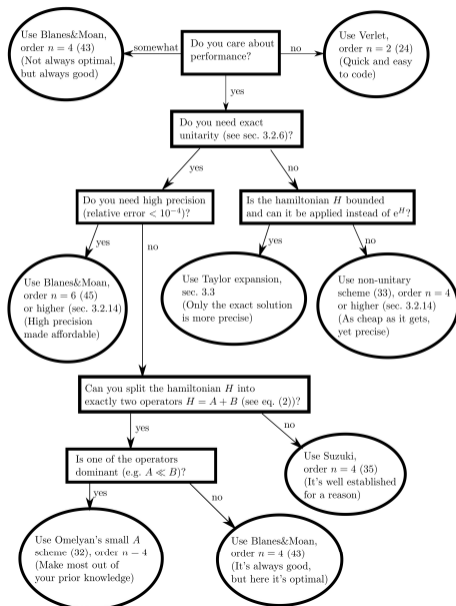 Use Blanes&Moan,
order n = 4 (43)
(Not always optimal,
but always good)
somewhat
Do you care about
performance?
no
Use Verlet,
order n = 2 (24)
(Quick and easy
to code)
yes
Do you need exact
unitarity (see sec. 3.2.6)?
yes
no
Do you need high precision
(relative error < 10⁻⁴)?
Is the hamiltonian H bounded
and can it be applied instead of eᴴ?
yes
no
yes
no
Use Blanes&Moan,
order n = 6 (45)
or higher (sec. 3.2.14)
(High precision
made affordable)
Use Taylor expansion,
sec. 3.3
(Only the exact solution
is more precise)
Use non-unitary
scheme (33), order n = 4
or higher (sec. 3.2.14)
(As cheap as it gets,
yet precise)
Can you split the hamiltonian H into
exactly two operators H = A + B (see eq. (2))?
yes
no
Is one of the operators
dominant (e.g. A ≪ B)?
Use Suzuki,
order n = 4 (35)
(It's well established
for a reason)
yes
no
Use Omelyan's small A
scheme (32), order n = 4
(Make most out
of your prior knowledge)
Use Blanes&Moan,
order n = 4 (43)
(It's always good,
but here it's optimal)